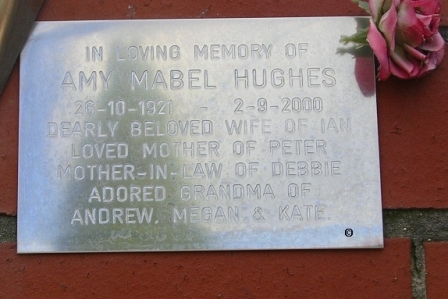 IN LOVING MEMORY OF
AMY MABEL HUGHES
26-10-1921 - 2-9-2000
DEARLY BELOVED WIFE OF IAN
LOVED MOTHER OF PETER
MOTHER-IN-LAW OF DEBBIE
ADORED GRANDMA OF
ANDREW, MEGAN & KATE.